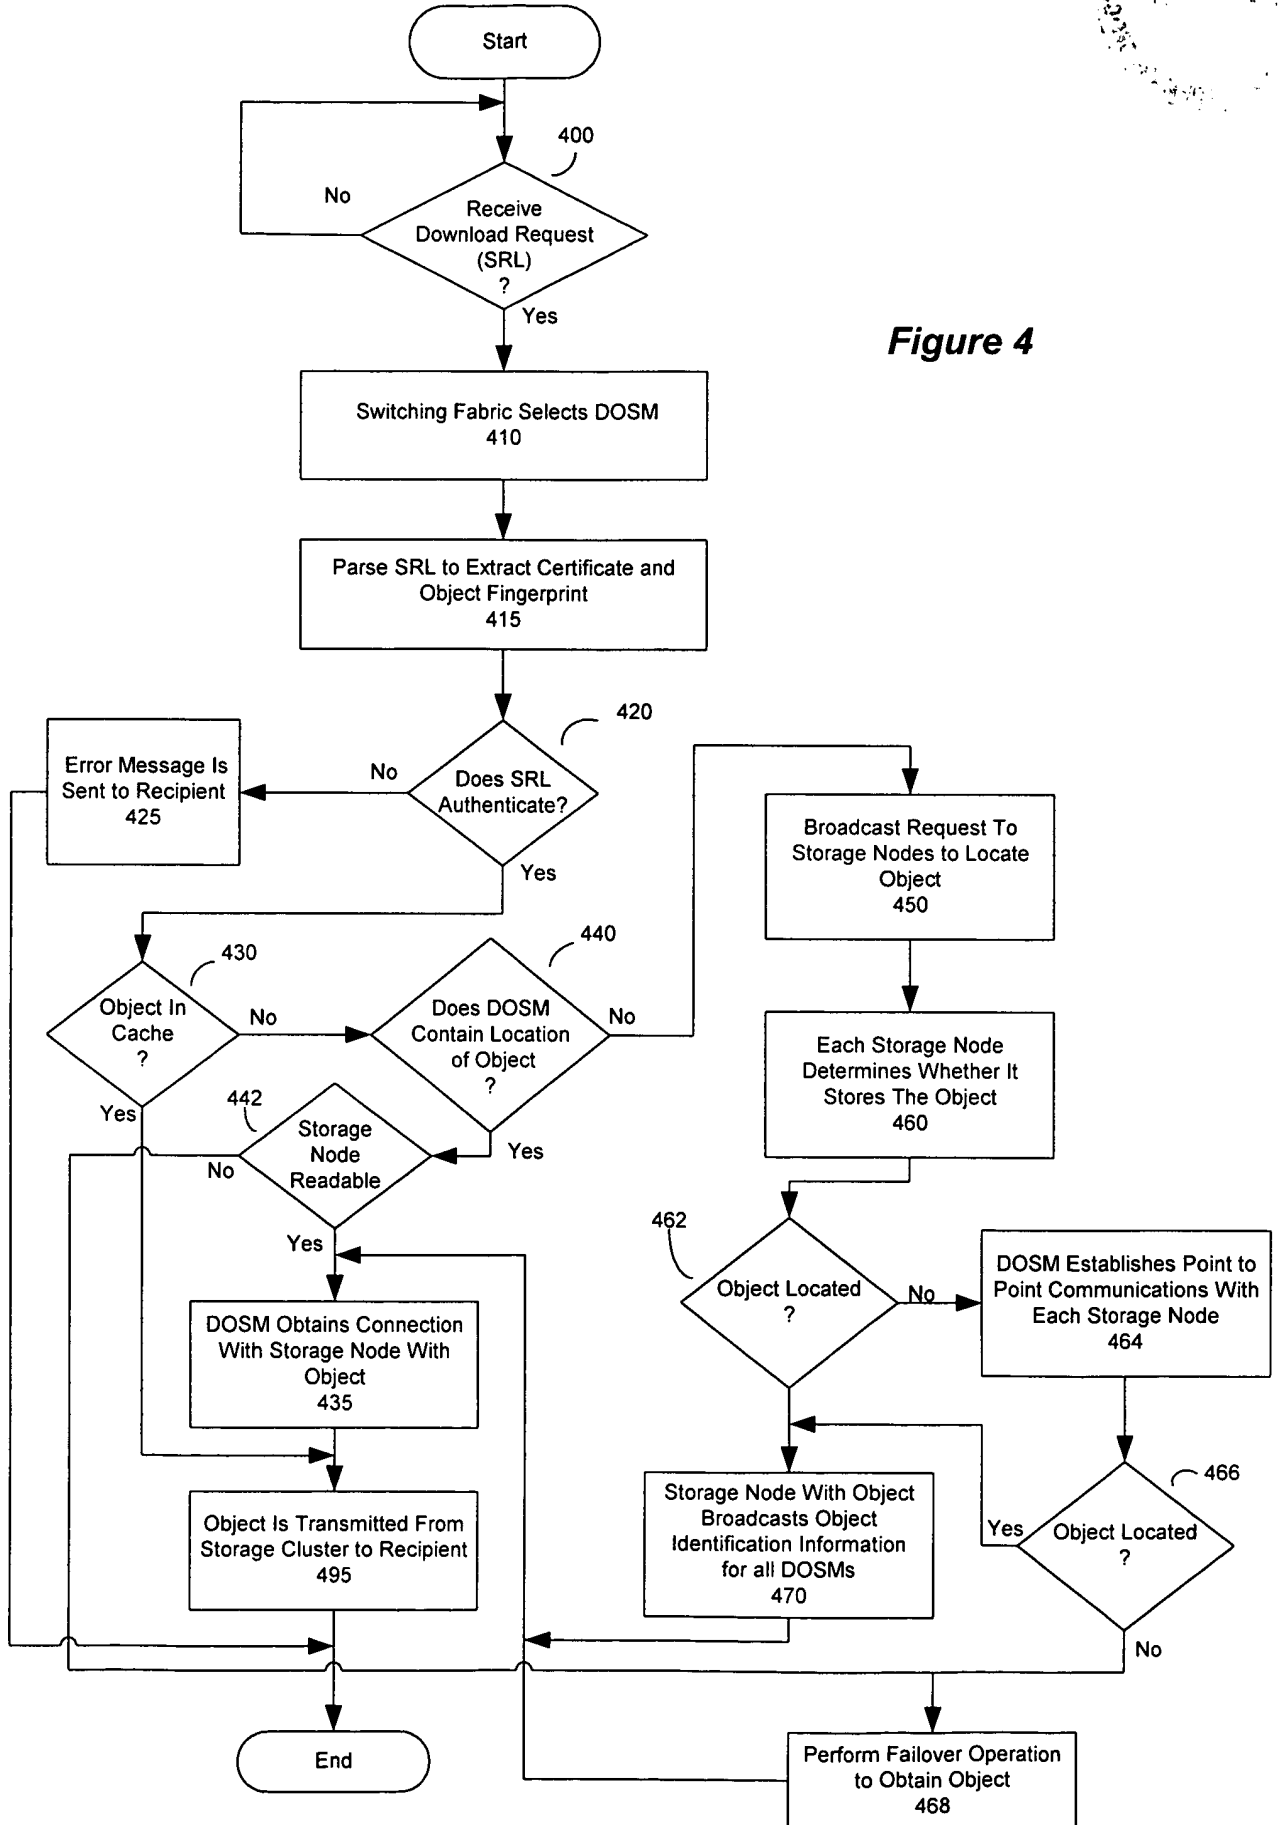 Start
400
No
Receive
Download Request
(SRL)
?
Yes
Figure 4
Switching Fabric Selects DOSM
410
Parse SRL to Extract Certificate and
Object Fingerprint
415
420
Error Message Is
Sent to Recipient
425
No
Does SRL
Authenticate?
Yes
Broadcast Request To
Storage Nodes to Locate
Object
450
430
440
Object In
Cache
?
No
Does DOSM
Contain Location
of Object
?
No
Yes
Each Storage Node
Determines Whether It
Stores The Object
460
442
Storage
Node
Readable
Yes
No
Yes
462
Object Located
?
No
DOSM Establishes Point to
Point Communications With
Each Storage Node
464
DOSM Obtains Connection
With Storage Node With
Object
435
466
Storage Node With Object
Broadcasts Object
Identification Information
for all DOSMs
470
Yes
Object Located
?
Object Is Transmitted From
Storage Cluster to Recipient
495
No
End
Perform Failover Operation
to Obtain Object
468